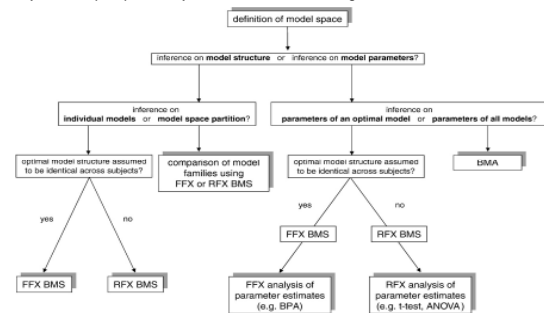 definition of model space
inference on model structure or inference on model parameters?
inference on
individual models or model space partition?
inference on
parameters of an optimal model or parameters of all models?
optimal model structure assumed
to be identical across subjects?
comparison of model
families using
FFX or RFX BMS
optimal model structure assumed
to be identical across subjects?
BMA
yes
no
yes
no
FFX BMS
RFX BMS
FFX BMS
RFX BMS
FFX analysis of
parameter estimates
(e.g. BPA)
RFX analysis of
parameter estimates
(e.g. t-test, ANOVA)